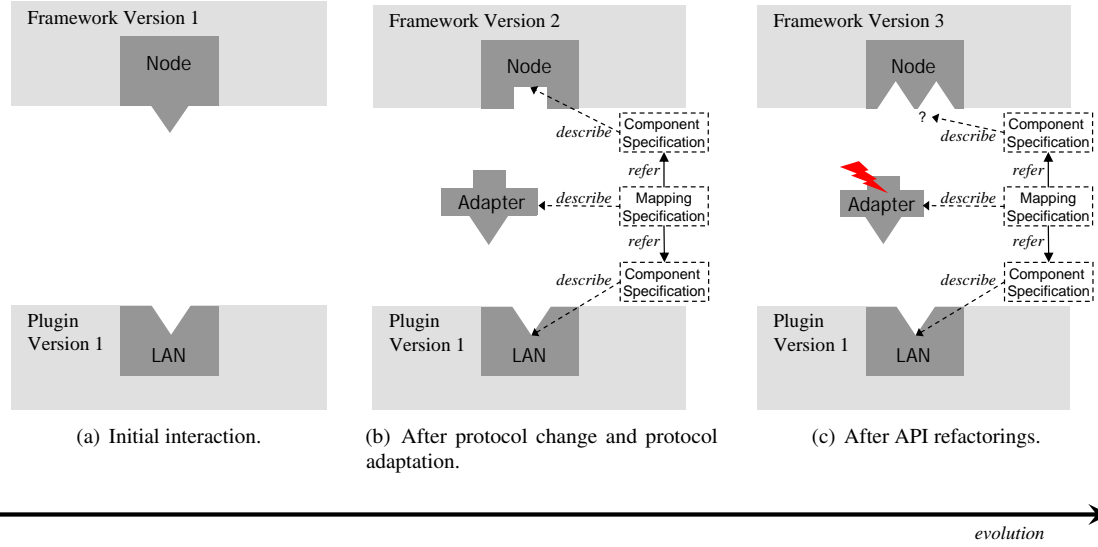 Framework Version 1
Node
Plugin
Version 1
LAN
(a) Initial interaction.
Framework Version 2
Node
describe
Component
Specification
refer
Adapter
describe
Mapping
Specification
refer
describe
Component
Specification
Plugin
Version 1
LAN
(b) After protocol change and protocol
adaptation.
Framework Version 3
Node
?
describe
Component
Specification
refer
Adapter
describe
Mapping
Specification
refer
describe
Component
Specification
Plugin
Version 1
LAN
(c) After API refactorings.
evolution